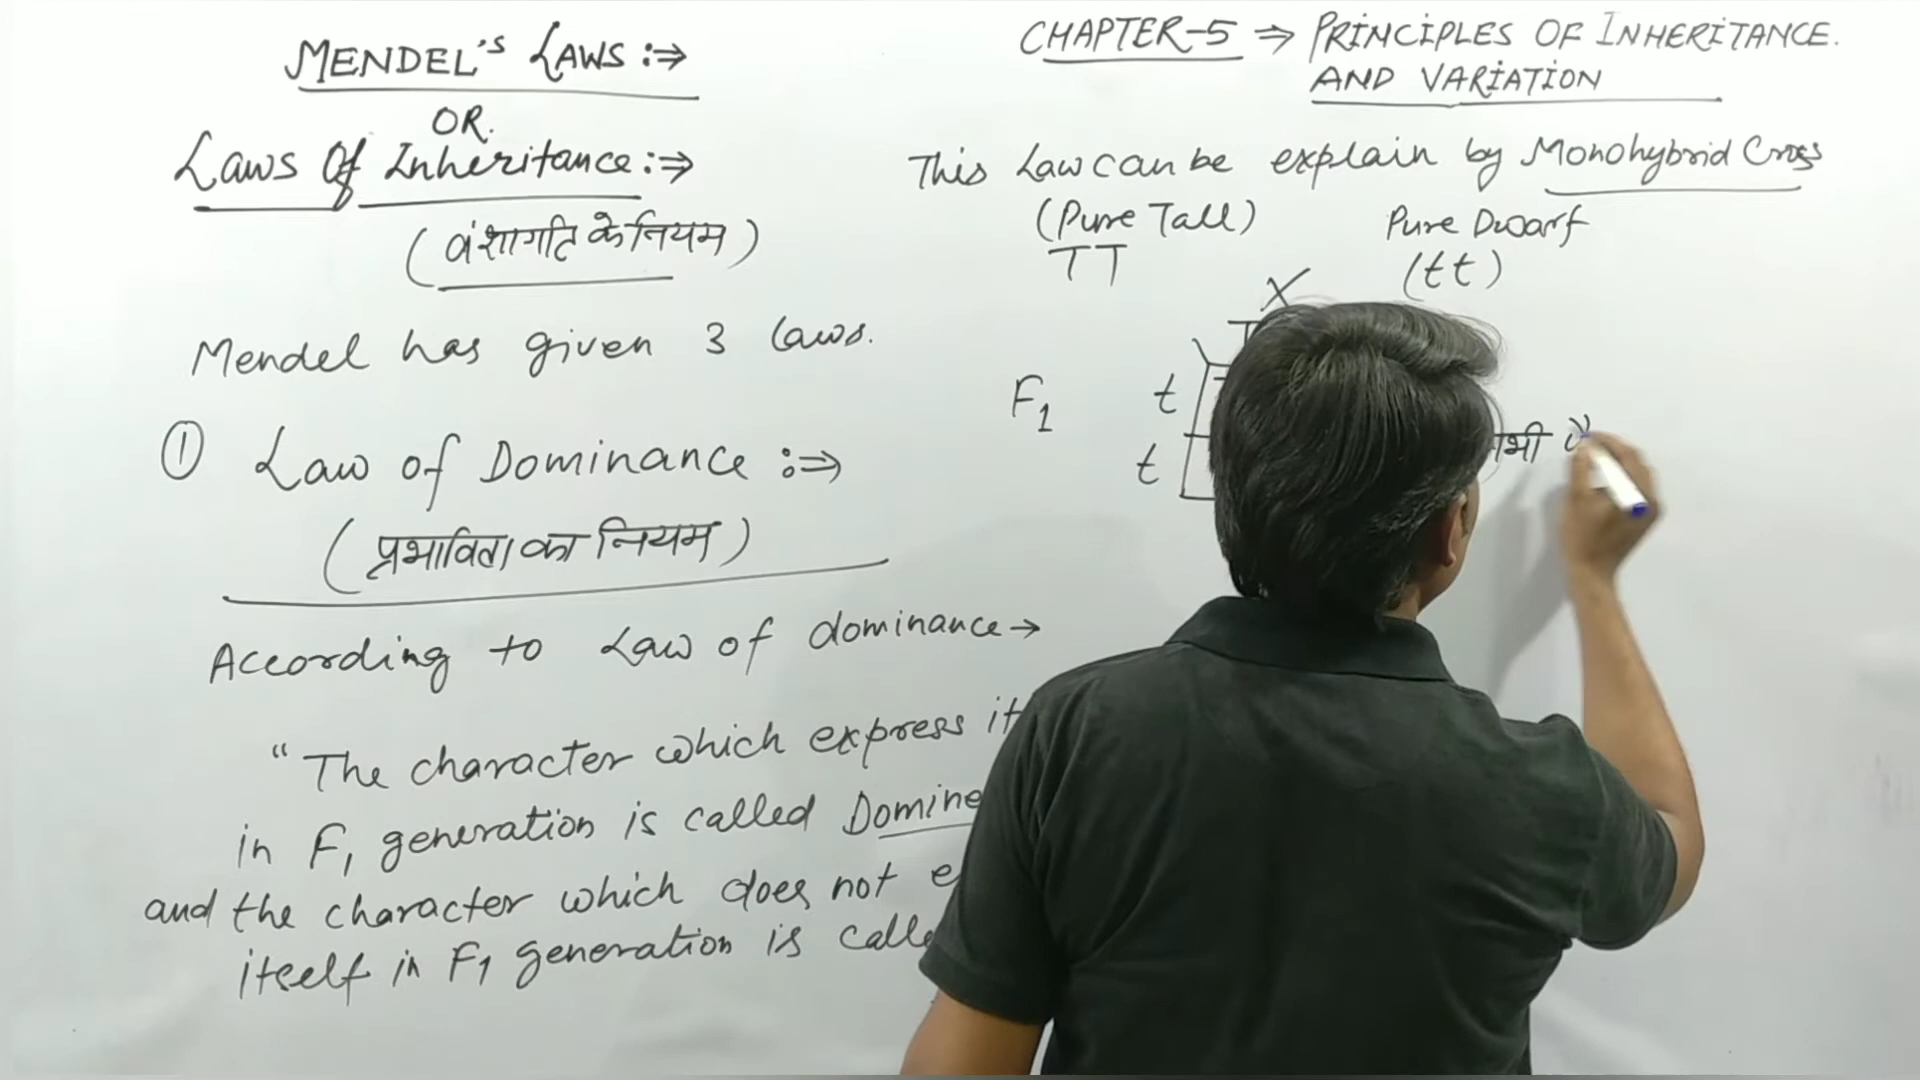 MENDEL'S LAWS :⇒
OR.
Laws Of Inheritance :⇒
(वंशागति के नियम)
Mendel has given 3 laws.
① Law of Dominance :⇒
(प्रभाविता का नियम)
According to Law of dominance →
"The character which express it
in F₁ generation is called Domine
and the character which does not e
itself in F₁ generation is calle
CHAPTER-5 ⇒ PRINCIPLES OF INHERITANCE.
AND VARIATION
This Law can be explain by Monohybrid Cross
(Pure Tall) Pure Dwarf
TT (tt)
X
T
F₁ t
t